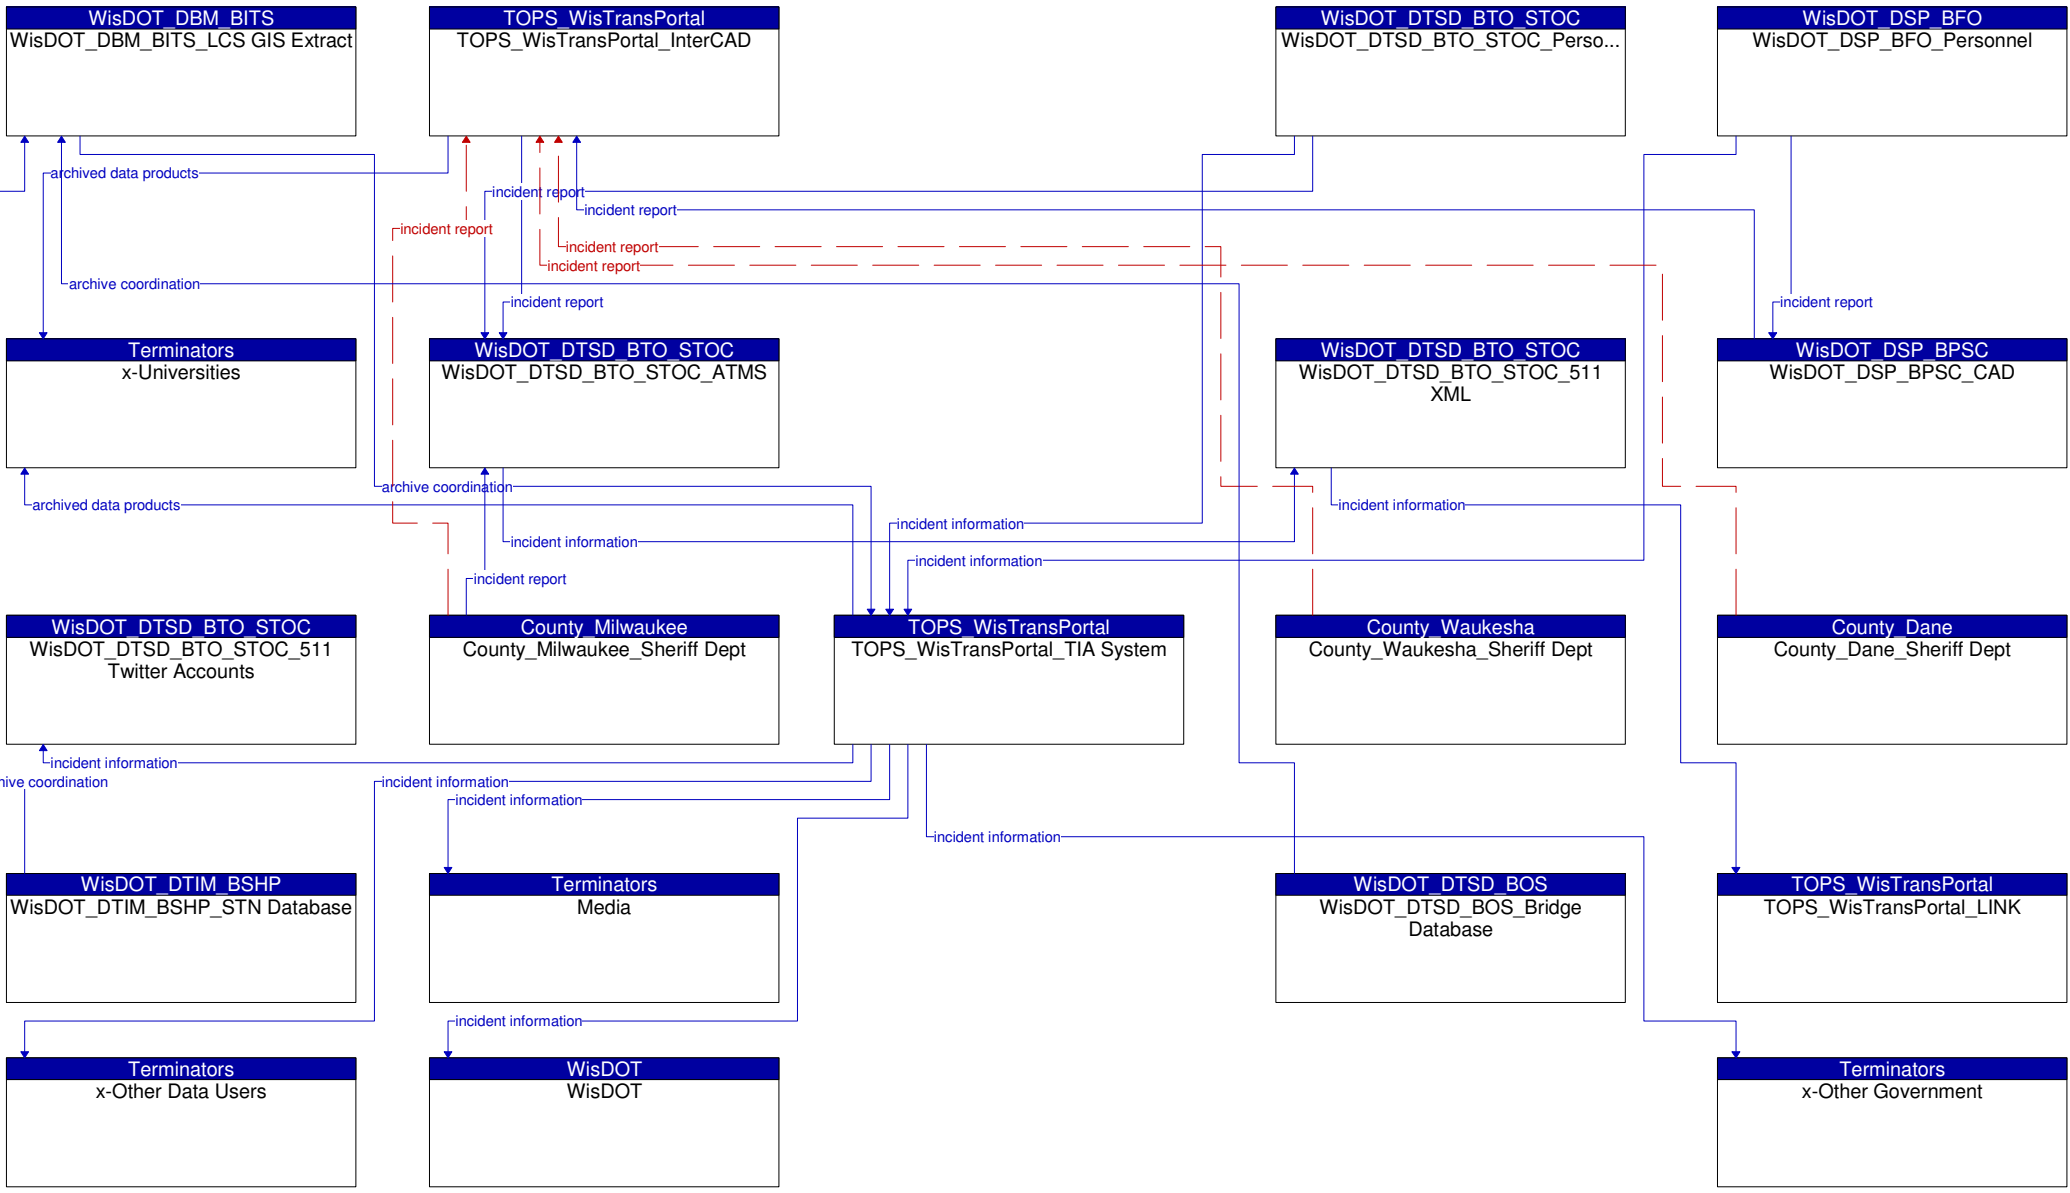 WisDOT_DBM_BITS
WisDOT_DBM_BITS_LCS GIS Extract
TOPS_WisTransPortal
TOPS_WisTransPortal_InterCAD
WisDOT_DTSD_BTO_STOC
WisDOT_DTSD_BTO_STOC_Perso...
WisDOT_DSP_BFO
WisDOT_DSP_BFO_Personnel
archived data products
incident report
incident report
incident report
incident report
incident report
archive coordination
incident report
incident report
Terminators
x-Universities
WisDOT_DTSD_BTO_STOC
WisDOT_DTSD_BTO_STOC_ATMS
WisDOT_DTSD_BTO_STOC
WisDOT_DTSD_BTO_STOC_511
XML
WisDOT_DSP_BPSC
WisDOT_DSP_BPSC_CAD
archive coordination
archived data products
incident information
incident information
incident information
incident information
incident report
WisDOT_DTSD_BTO_STOC
WisDOT_DTSD_BTO_STOC_511
Twitter Accounts
County_Milwaukee
County_Milwaukee_Sheriff Dept
TOPS_WisTransPortal
TOPS_WisTransPortal_TIA System
County_Waukesha
County_Waukesha_Sheriff Dept
County_Dane
County_Dane_Sheriff Dept
incident information
hive coordination
incident information
incident information
incident information
WisDOT_DTIM_BSHP
WisDOT_DTIM_BSHP_STN Database
Terminators
Media
WisDOT_DTSD_BOS
WisDOT_DTSD_BOS_Bridge
Database
TOPS_WisTransPortal
TOPS_WisTransPortal_LINK
incident information
Terminators
x-Other Data Users
WisDOT
WisDOT
Terminators
x-Other Government